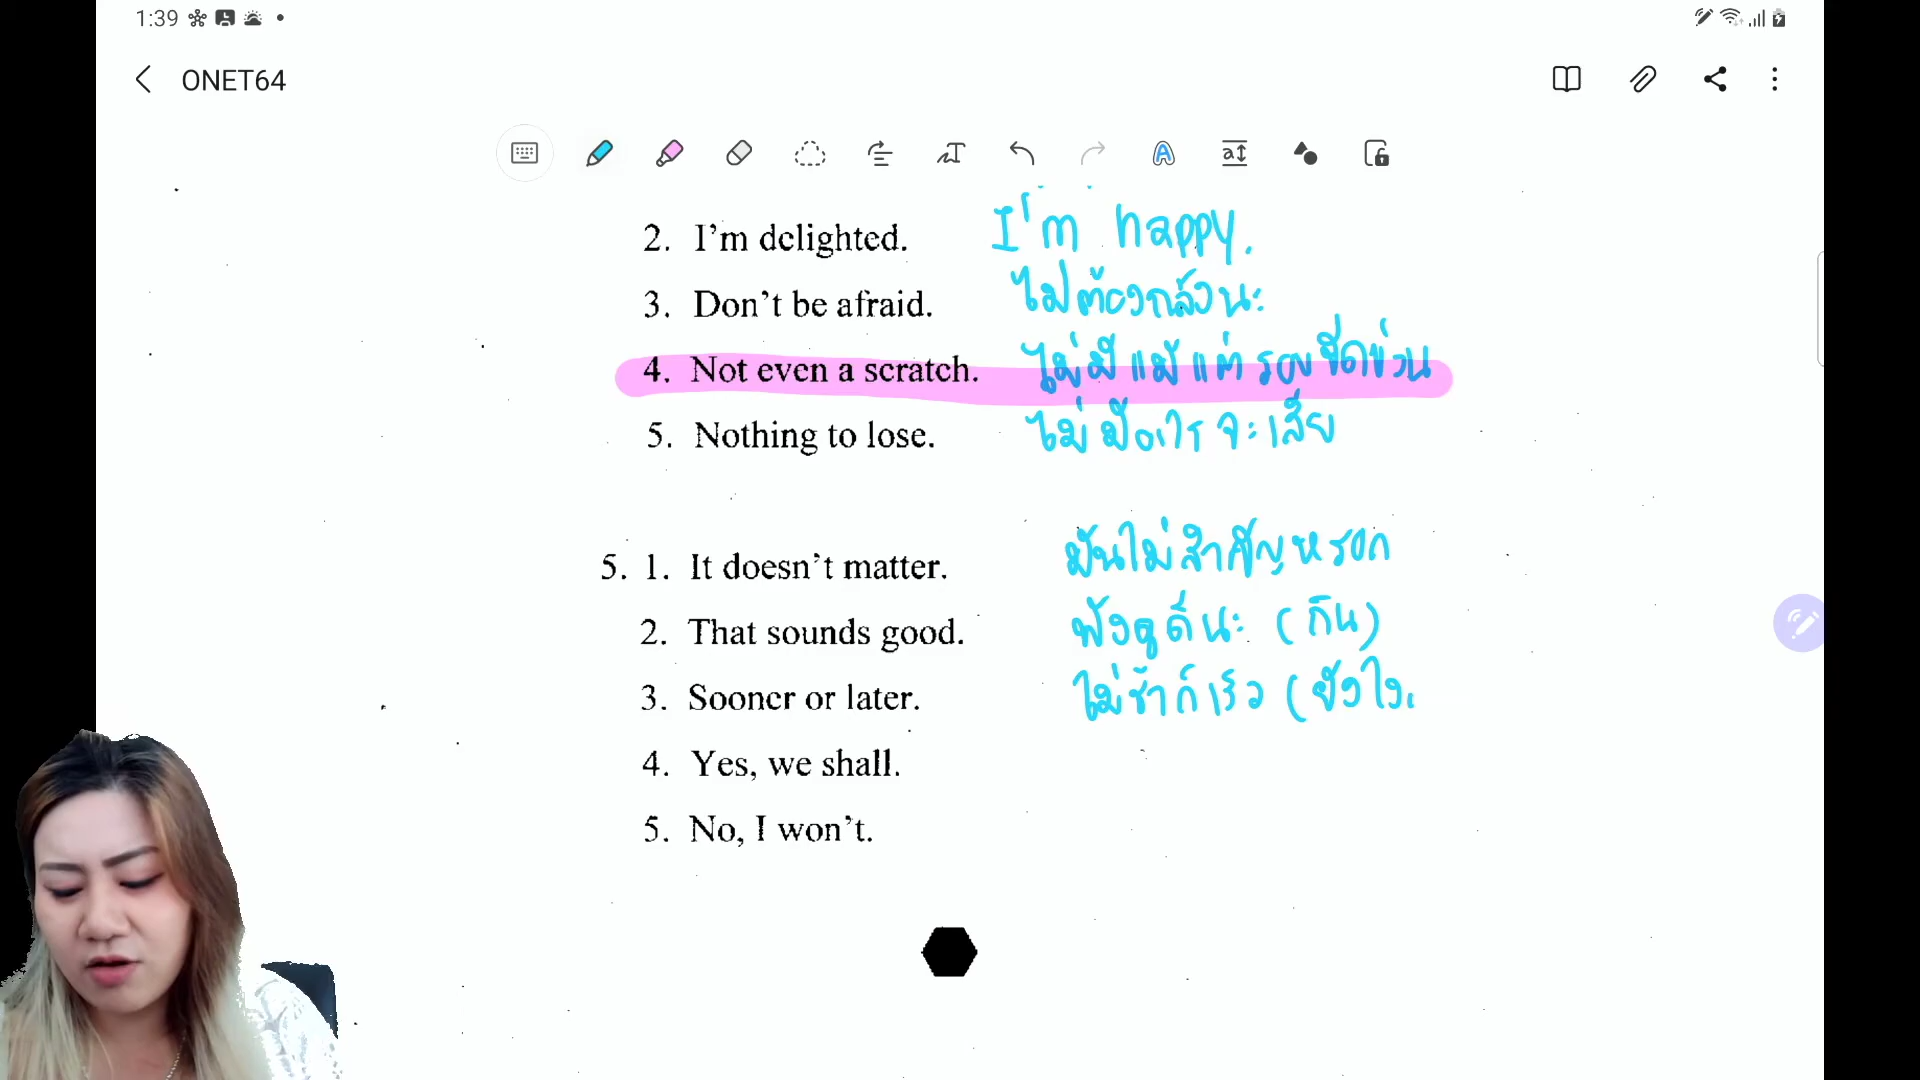 1:39
ONET64
2. I'm delighted. I'm happy.
3. Don't be afraid. ไม่ต้องกลัวนะ
4. Not even a scratch. ไม่มีแม้แต่รอยขีดข่วน
5. Nothing to lose. ไม่มีอะไรจะเสีย
5. 1. It doesn't matter. มันไม่สำคัญหรอก
2. That sounds good. ฟังดูดีนะ (กิน)
3. Sooner or later. ไม่ช้าก็เร็ว (ยังไง
4. Yes, we shall.
5. No, I won't.